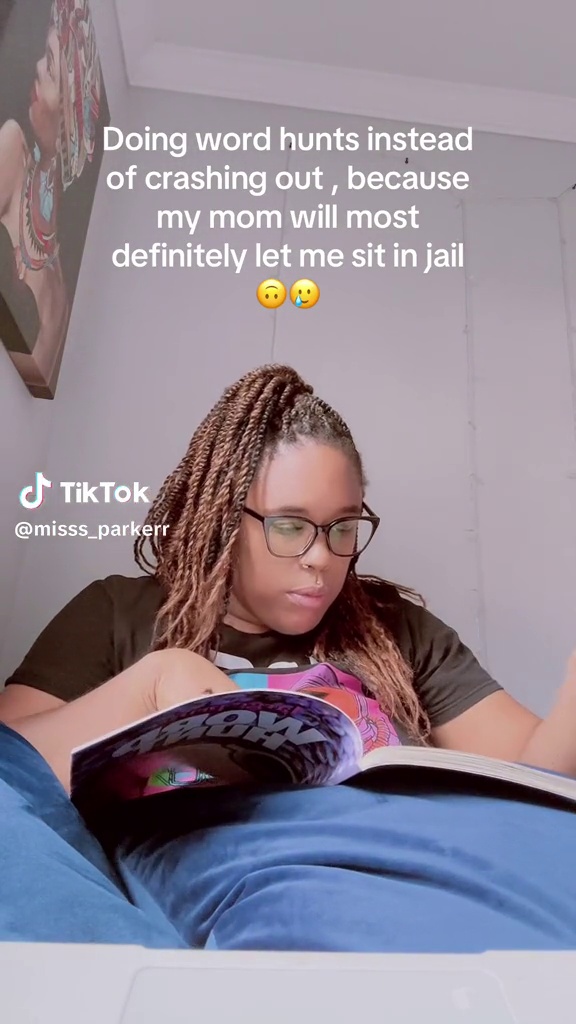 Doing word hunts instead
of crashing out , because
my mom will most
definitely let me sit in jail
🙃🥲
TikTok
@misss_parkerr
WORD
HUNT